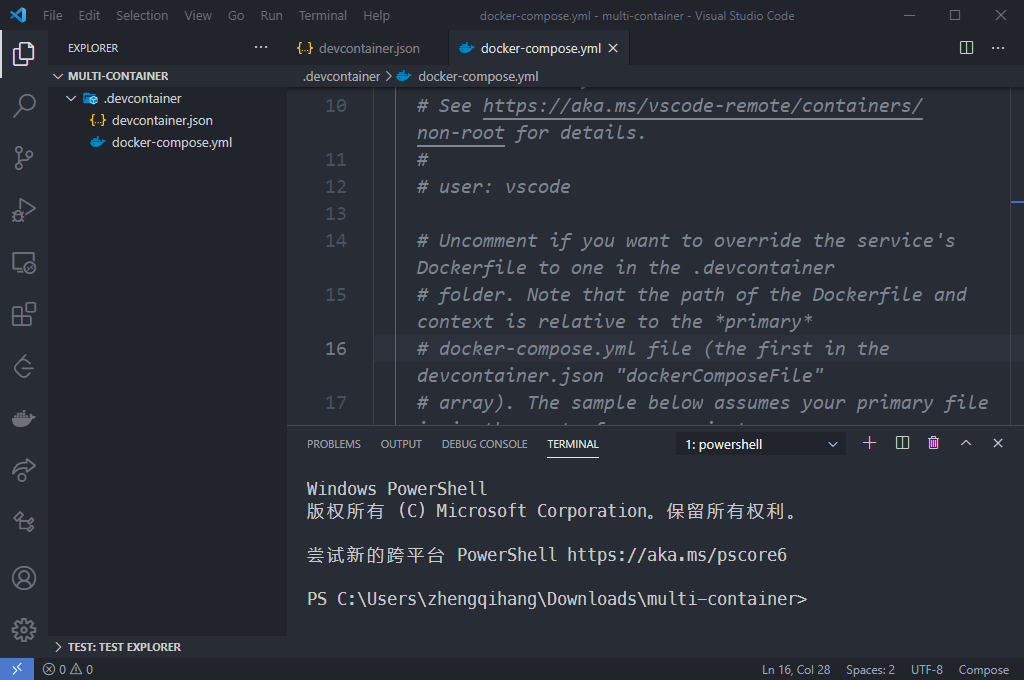 File Edit Selection View Go Run Terminal Help docker-compose.yml - multi-container - Visual Studio Code
EXPLORER
MULTI-CONTAINER
.devcontainer
devcontainer.json
docker-compose.yml
TEST: TEST EXPLORER
devcontainer.json docker-compose.yml
.devcontainer > docker-compose.yml
10 # See https://aka.ms/vscode-remote/containers/
non-root for details.
11 #
12 # user: vscode
13
14 # Uncomment if you want to override the service's
Dockerfile to one in the .devcontainer
15 # folder. Note that the path of the Dockerfile and
context is relative to the *primary*
16 # docker-compose.yml file (the first in the
devcontainer.json "dockerComposeFile"
17 # array). The sample below assumes your primary file
PROBLEMS OUTPUT DEBUG CONSOLE TERMINAL 1: powershell
Windows PowerShell
版权所有 (C) Microsoft Corporation。保留所有权利。
尝试新的跨平台 PowerShell https://aka.ms/pscore6
PS C:\Users\zhengqihang\Downloads\multi-container>
0 0 Ln 16, Col 28 Spaces: 2 UTF-8 Compose